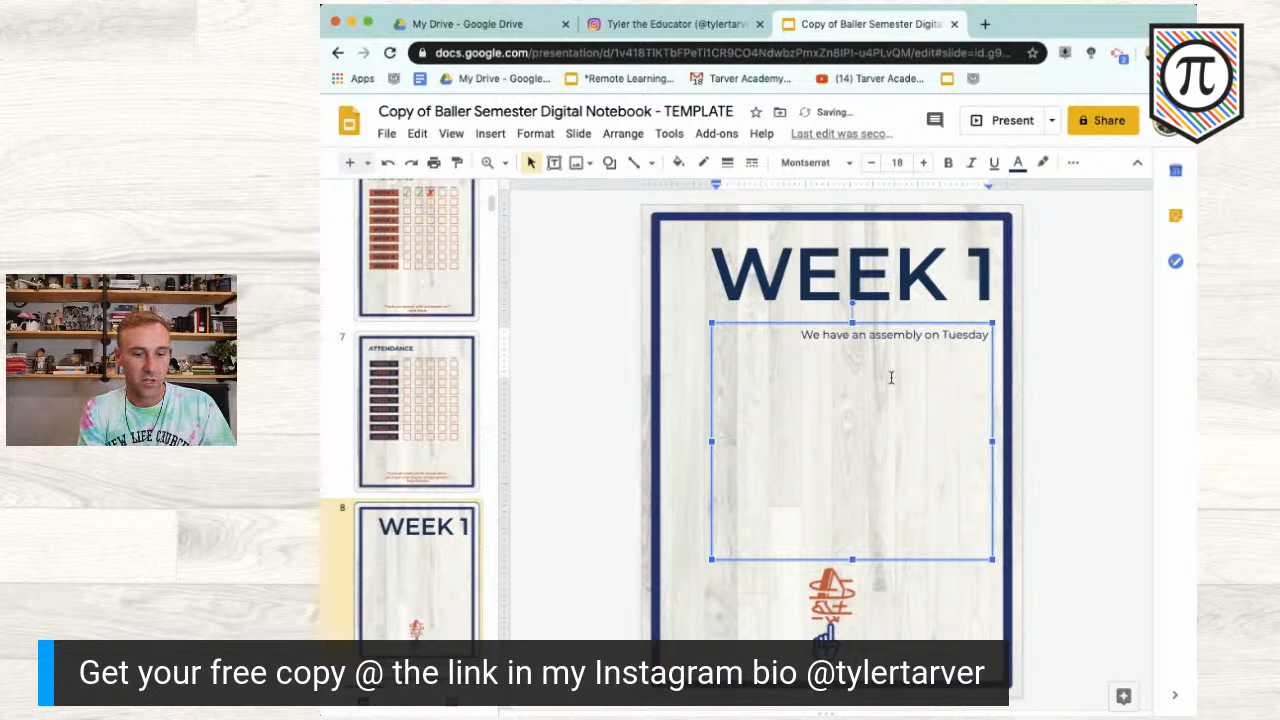 My Drive - Google Drive
Tyler the Educator (@tylertarv
Copy of Baller Semester Digita
docs.google.com/presentation/d/1v418TlKTbFPeTi1CR9CO4NdwbzPmxZn8IPI-u4PLvQM/edit#slide=id.g9...
Apps
My Drive - Google...
*Remote Learning...
Tarver Academy...
(14) Tarver Acade...
Copy of Baller Semester Digital Notebook - TEMPLATE
Saving...
Present
Share
File Edit View Insert Format Slide Arrange Tools Add-ons Help Last edit was seco...
Montserrat
18
B I U A
7
ATTENDANCE
8
WEEK 1
WEEK 1
We have an assembly on Tuesday
NEW LIFE CHURC
π
Get your free copy @ the link in my Instagram bio @tylertarver